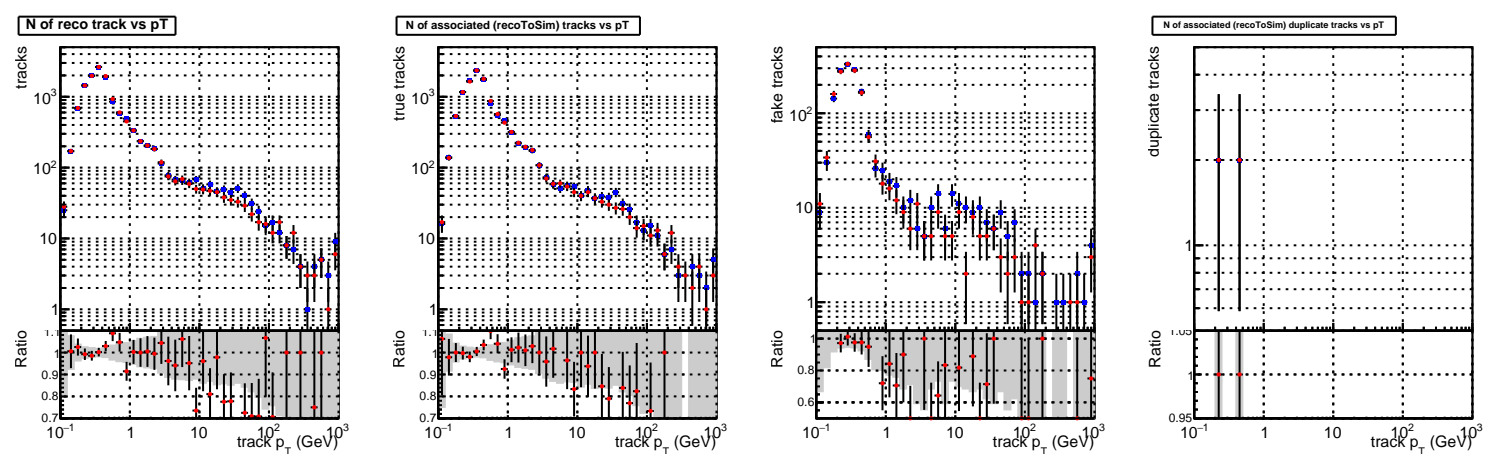 N of reco track vs pT
tracks
10³
10²
10
1
Ratio
1.1
1
0.9
0.8
0.7
10⁻¹ 1 10 10² 10³
track p_T (GeV)
N of associated (recoToSim) tracks vs pT
true tracks
10³
10²
10
1
Ratio
1.1
1
0.9
0.8
0.7
10⁻¹ 1 10 10² 10³
track p_T (GeV)
fake tracks
10²
10
1
Ratio
1
0.8
0.6
10⁻¹ 1 10 10² 10³
track p_T (GeV)
N of associated (recoToSim) duplicate tracks vs pT
duplicate tracks
1
Ratio
1.05
1
0.95
10⁻¹ 1 10 10² 10³
track p_T (GeV)